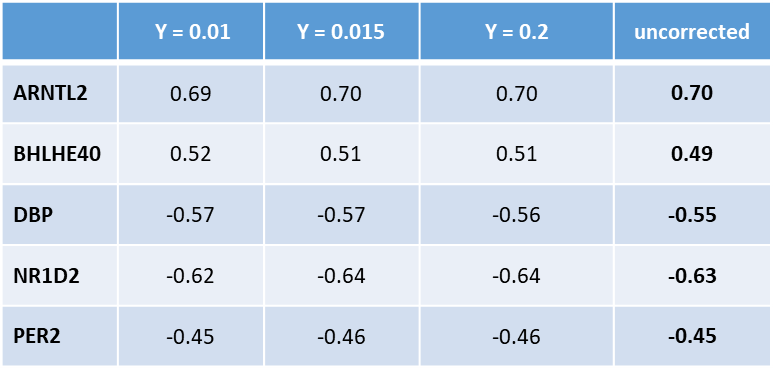 Y = 0.01 Y = 0.015 Y = 0.2 uncorrected
ARNTL2 0.69 0.70 0.70 0.70
BHLHE40 0.52 0.51 0.51 0.49
DBP -0.57 -0.57 -0.56 -0.55
NR1D2 -0.62 -0.64 -0.64 -0.63
PER2 -0.45 -0.46 -0.46 -0.45